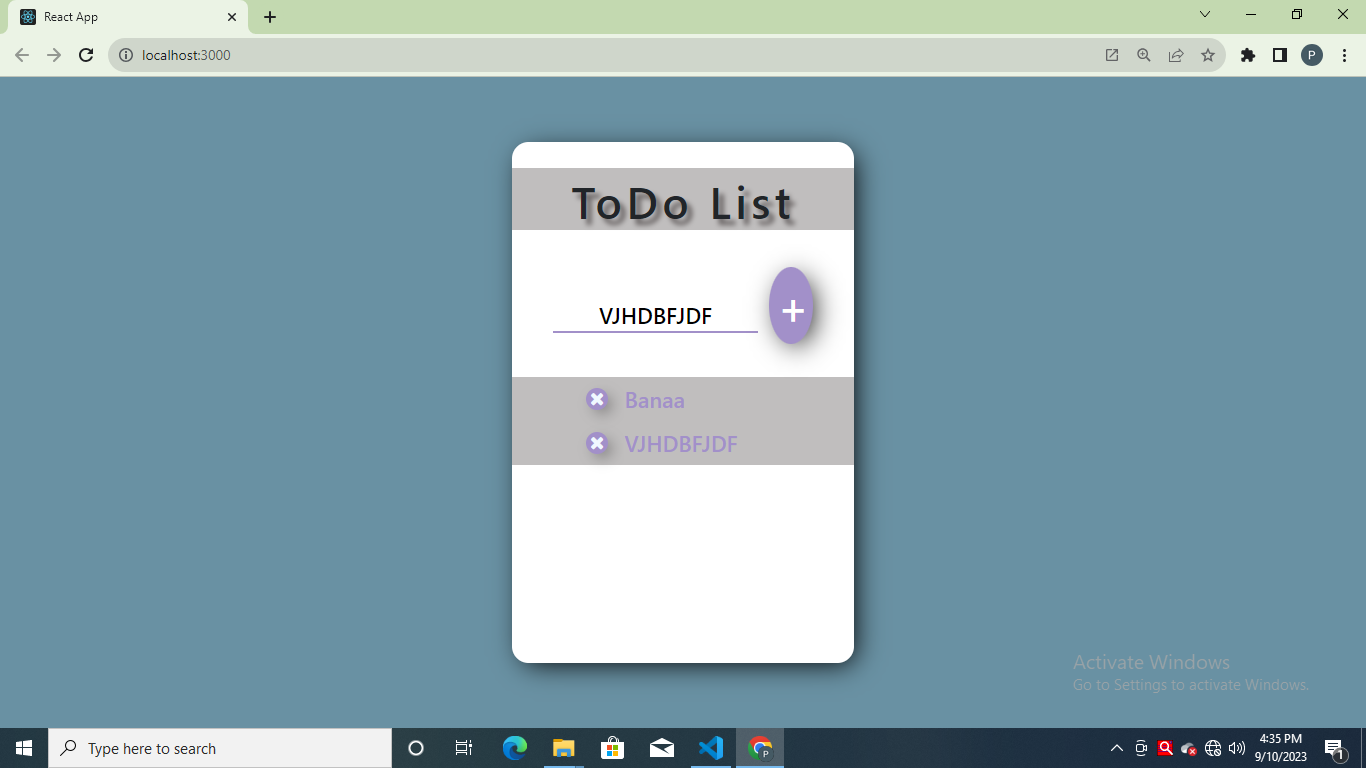 React App
localhost:3000
P
ToDo List
VJHDBFJDF
+
Banaa
VJHDBFJDF
Activate Windows
Go to Settings to activate Windows.
Type here to search
P
4:35 PM
9/10/2023
1